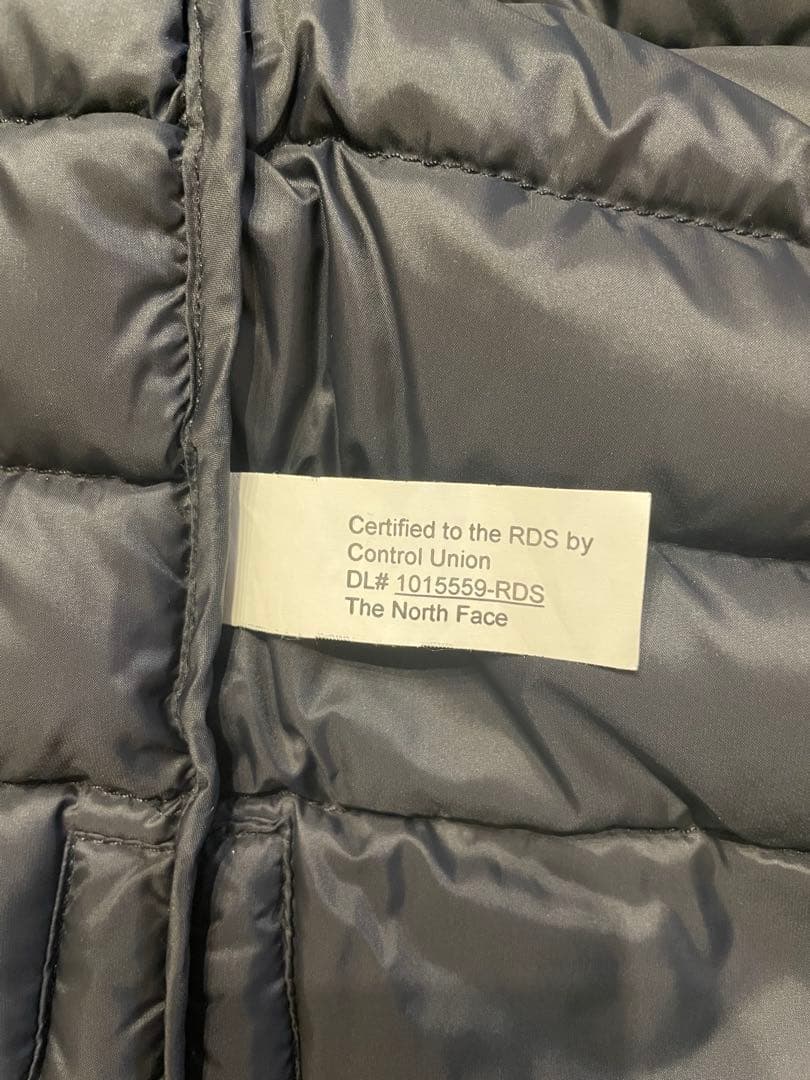 Certified to the RDS by
Control Union
DL# 1015559-RDS
The North Face